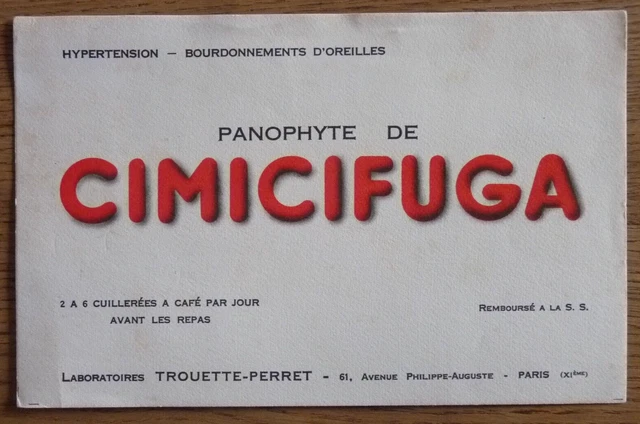 HYPERTENSION — BOURDONNEMENTS D'OREILLES
PANOPHYTE DE
CIMICIFUGA
2 A 6 CUILLERÉES A CAFÉ PAR JOUR
AVANT LES REPAS
REMBOURSÉ A LA S. S.
LABORATOIRES TROUETTE-PERRET - 61, AVENUE PHILIPPE-AUGUSTE - PARIS (XIÈME)